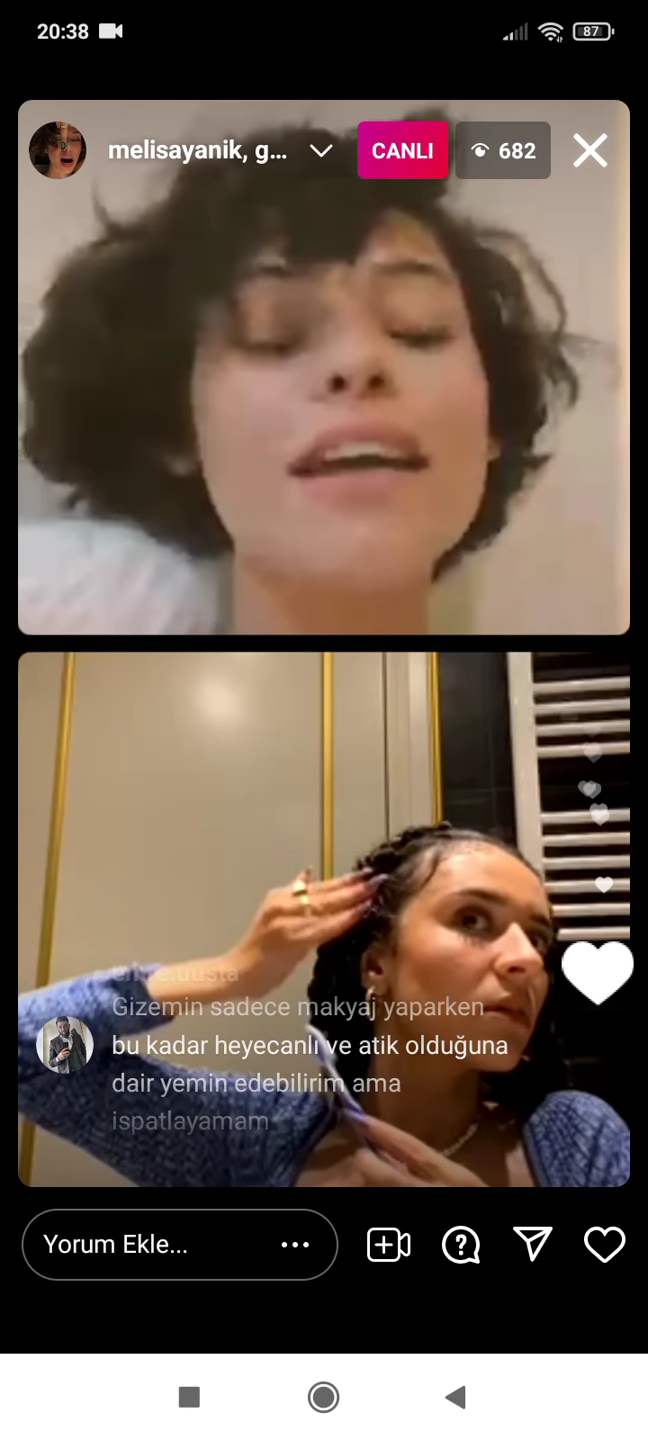 20:38
87
melisayanik, g...
CANLI
682
Gizemin sadece makyaj yaparken
bu kadar heyecanlı ve atik olduğuna
dair yemin edebilirim ama
ispatlayamam
Yorum Ekle...